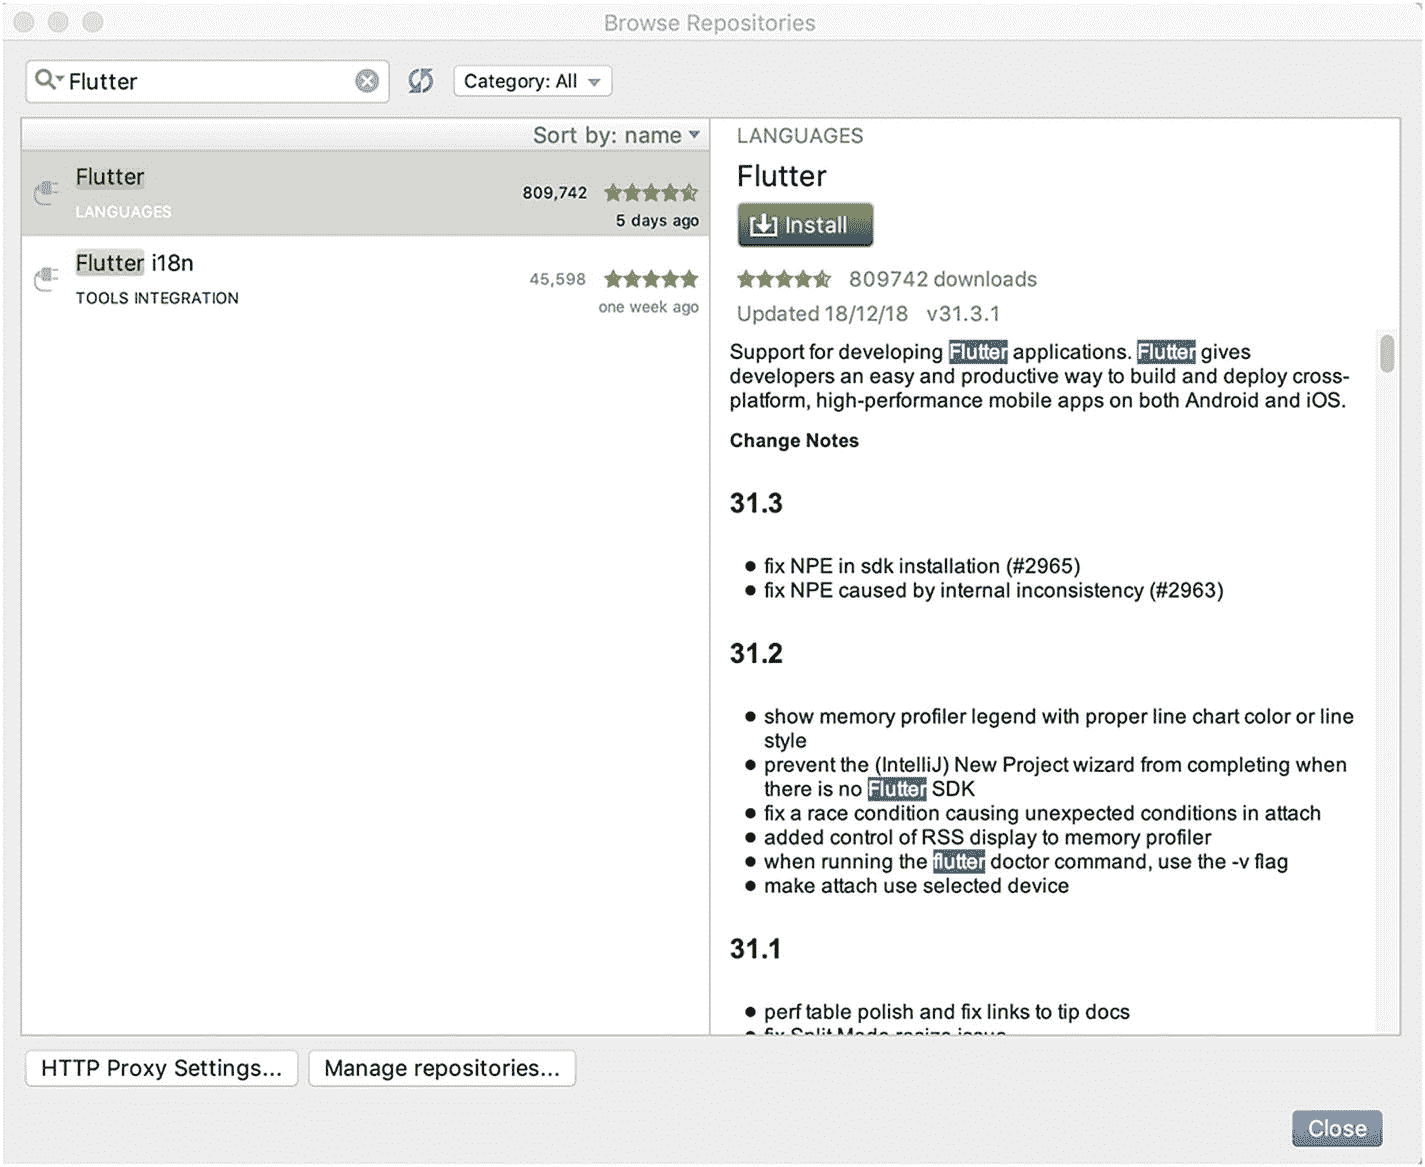 Browse Repositories
Flutter
Category: All
Sort by: name
Flutter
809,742
LANGUAGES
5 days ago
Flutter i18n
45,598
TOOLS INTEGRATION
one week ago
LANGUAGES
Flutter
Install
809742 downloads
Updated 18/12/18 v31.3.1
Support for developing Flutter applications. Flutter gives
developers an easy and productive way to build and deploy cross-
platform, high-performance mobile apps on both Android and iOS.
Change Notes
31.3
• fix NPE in sdk installation (#2965)
• fix NPE caused by internal inconsistency (#2963)
31.2
• show memory profiler legend with proper line chart color or line
style
• prevent the (IntelliJ) New Project wizard from completing when
there is no Flutter SDK
• fix a race condition causing unexpected conditions in attach
• added control of RSS display to memory profiler
• when running the flutter doctor command, use the -v flag
• make attach use selected device
31.1
• perf table polish and fix links to tip docs
• fix Split Mode resize issue
HTTP Proxy Settings...
Manage repositories...
Close